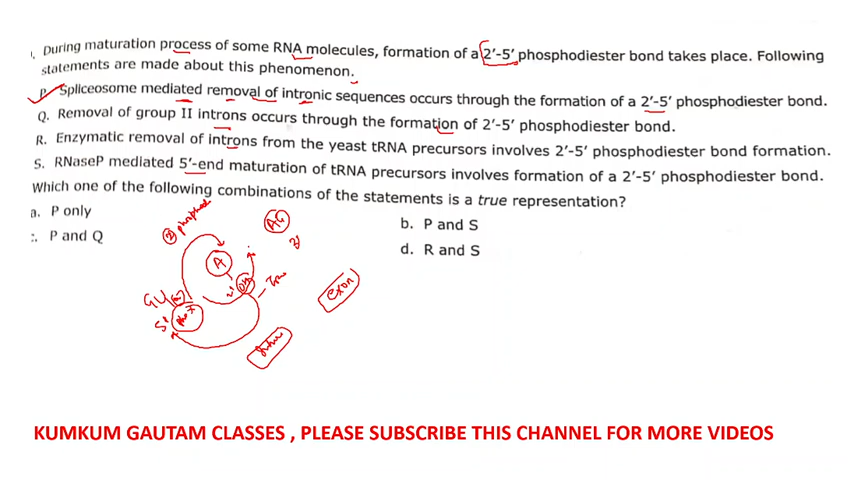 During maturation process of some RNA molecules, formation of a 2'-5' phosphodiester bond takes place. Following
statements are made about this phenomenon.
P. Spliceosome mediated removal of intronic sequences occurs through the formation of a 2'-5' phosphodiester bond.
Q. Removal of group II introns occurs through the formation of 2'-5' phosphodiester bond.
R. Enzymatic removal of introns from the yeast tRNA precursors involves 2'-5' phosphodiester bond formation.
S. RNaseP mediated 5'-end maturation of tRNA precursors involves formation of a 2'-5' phosphodiester bond.
Which one of the following combinations of the statements is a true representation?
a. P only
b. P and S
: P and Q
d. R and S
AG
A
OH
2'
GU
5'
exon
KUMKUM GAUTAM CLASSES , PLEASE SUBSCRIBE THIS CHANNEL FOR MORE VIDEOS